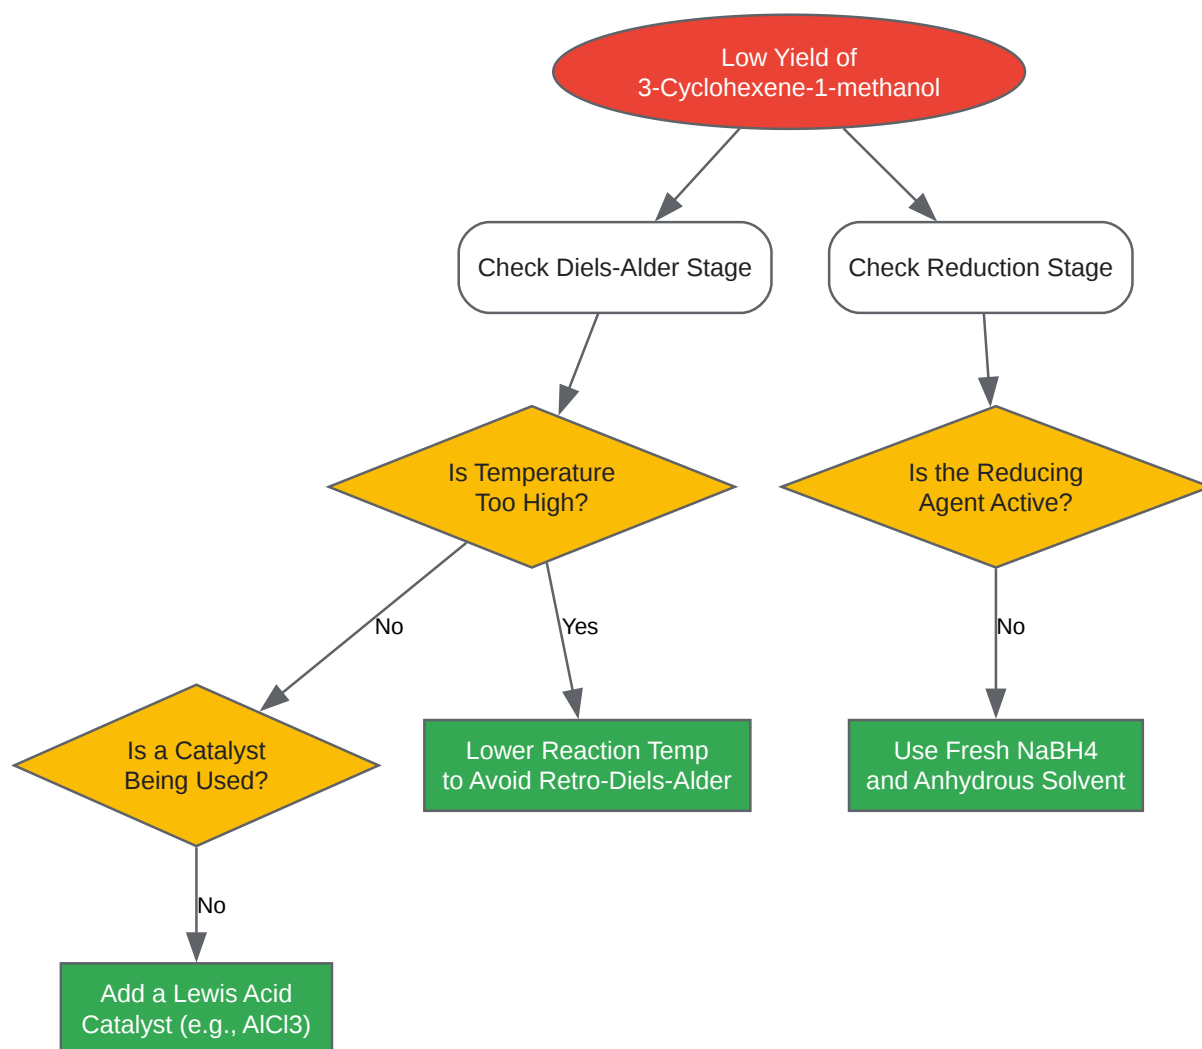 Low Yield of
3-Cyclohexene-1-methanol
Check Diels-Alder Stage
Check Reduction Stage
Is Temperature
Too High?
Is the Reducing
Agent Active?
No
Yes
No
Is a Catalyst
Being Used?
Lower Reaction Temp
to Avoid Retro-Diels-Alder
Use Fresh NaBH4
and Anhydrous Solvent
No
Add a Lewis Acid
Catalyst (e.g., AlCl3)